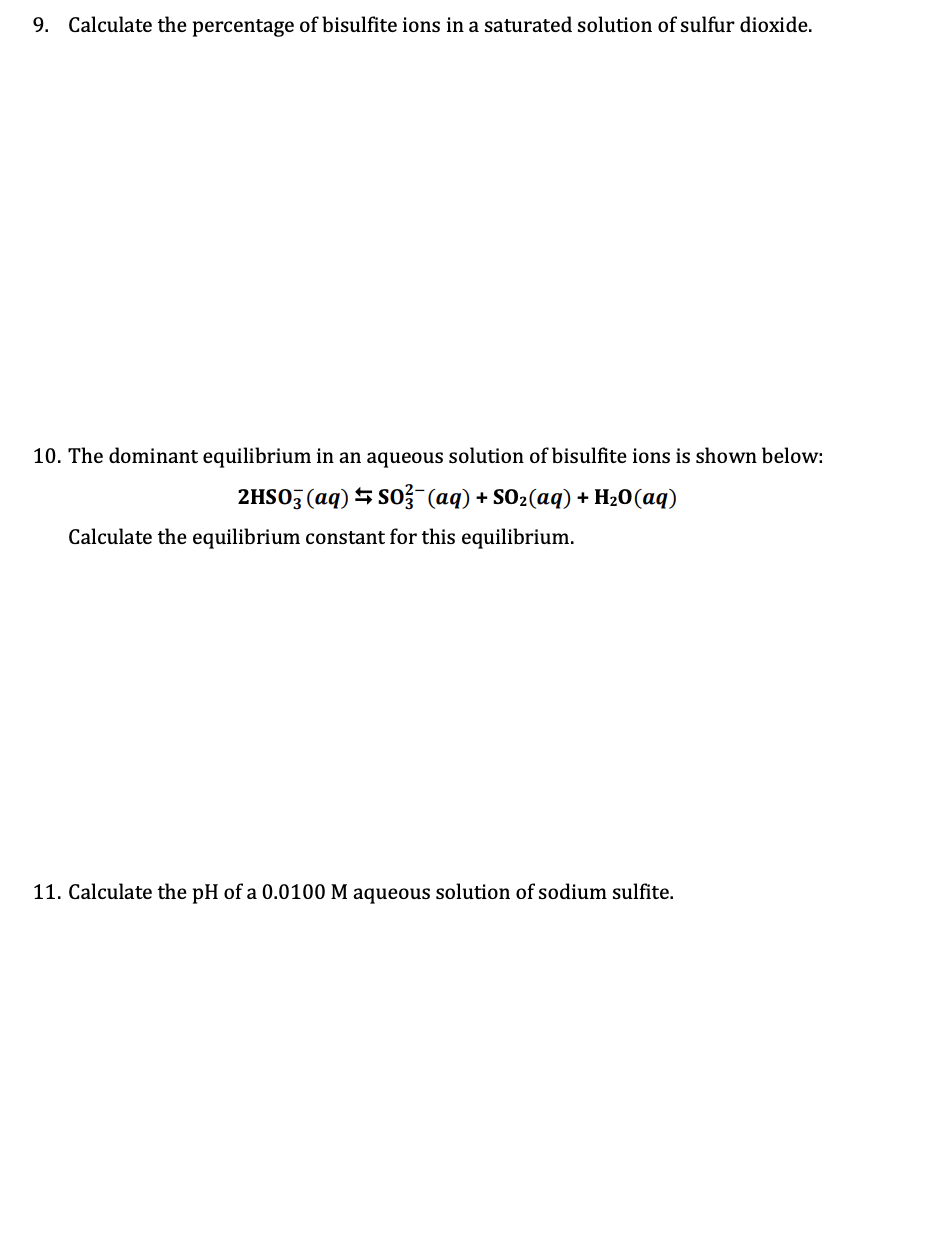 9. Calculate the percentage of bisulfite ions in a saturated solution of sulfur dioxide.
10. The dominant equilibrium in an aqueous solution of bisulfite ions is shown below:
2HSO₃⁻(aq) ⇆ SO₃²⁻(aq) + SO₂(aq) + H₂O(aq)
Calculate the equilibrium constant for this equilibrium.
11. Calculate the pH of a 0.0100 M aqueous solution of sodium sulfite.